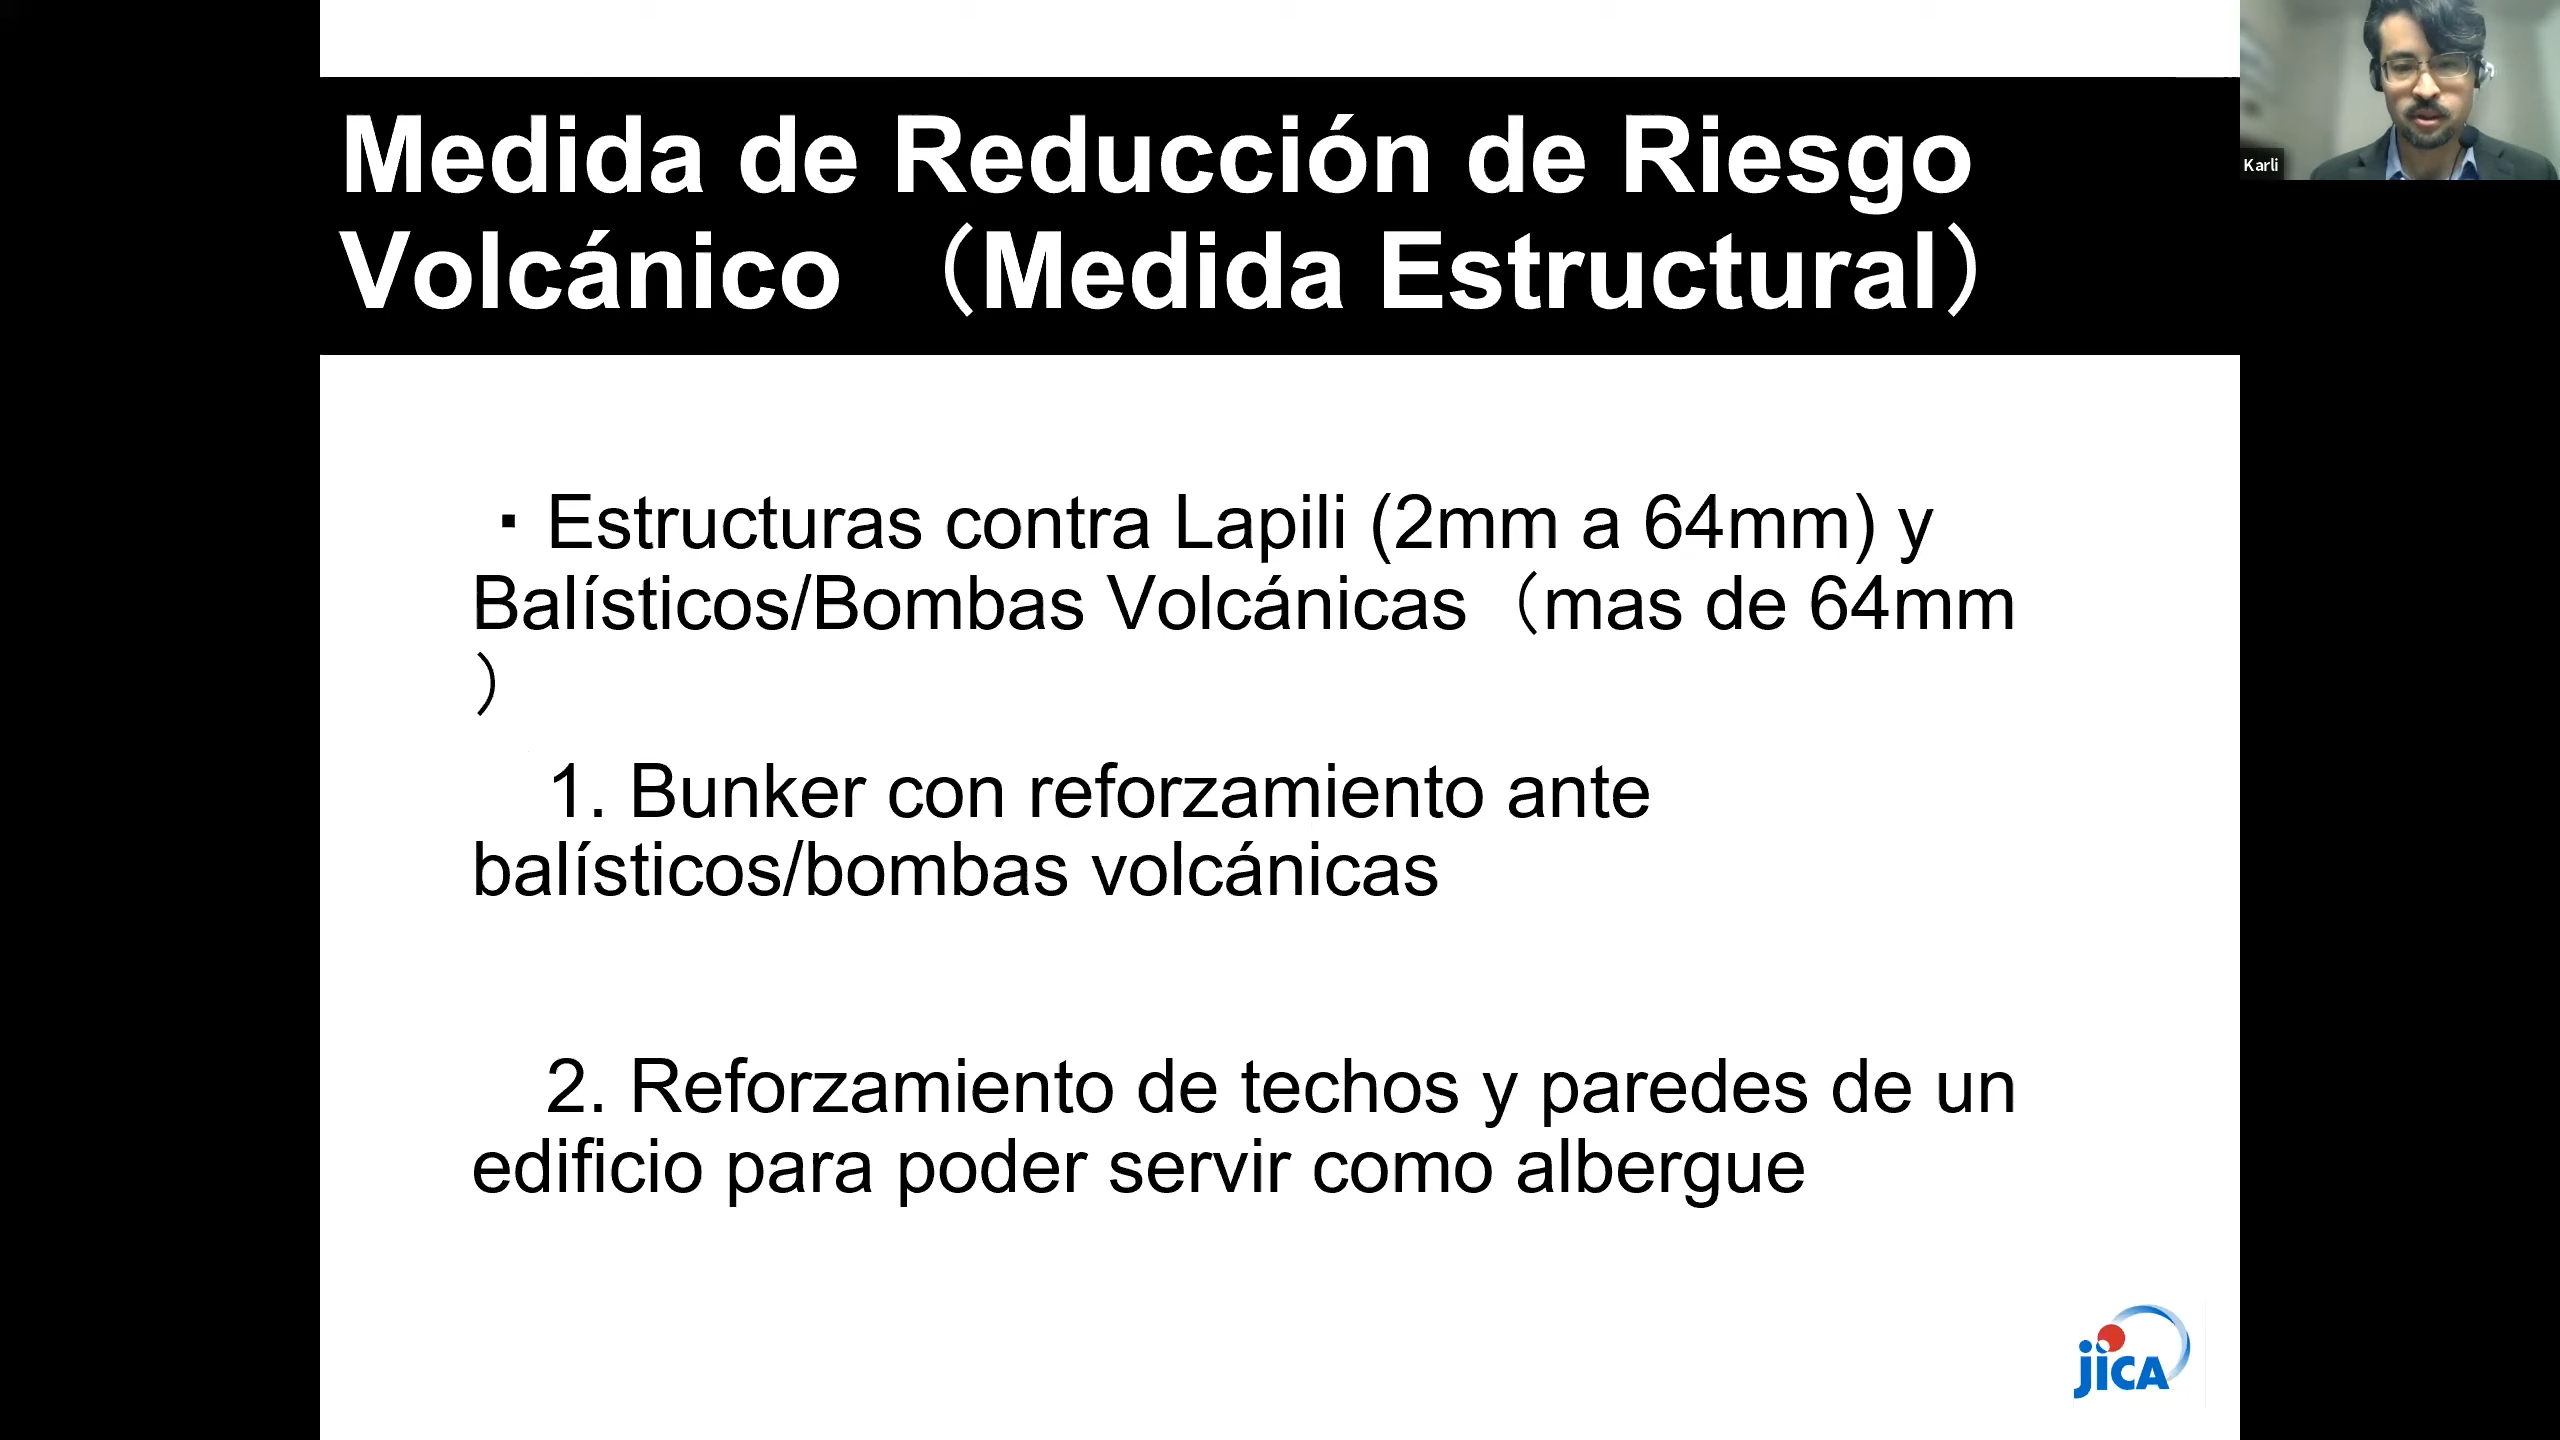 Medida de Reducción de Riesgo
Volcánico （Medida Estructural）
Karli
・Estructuras contra Lapili (2mm a 64mm) y
Balísticos/Bombas Volcánicas（mas de 64mm
）
1. Bunker con reforzamiento ante
balísticos/bombas volcánicas
2. Reforzamiento de techos y paredes de un
edificio para poder servir como albergue
jICA